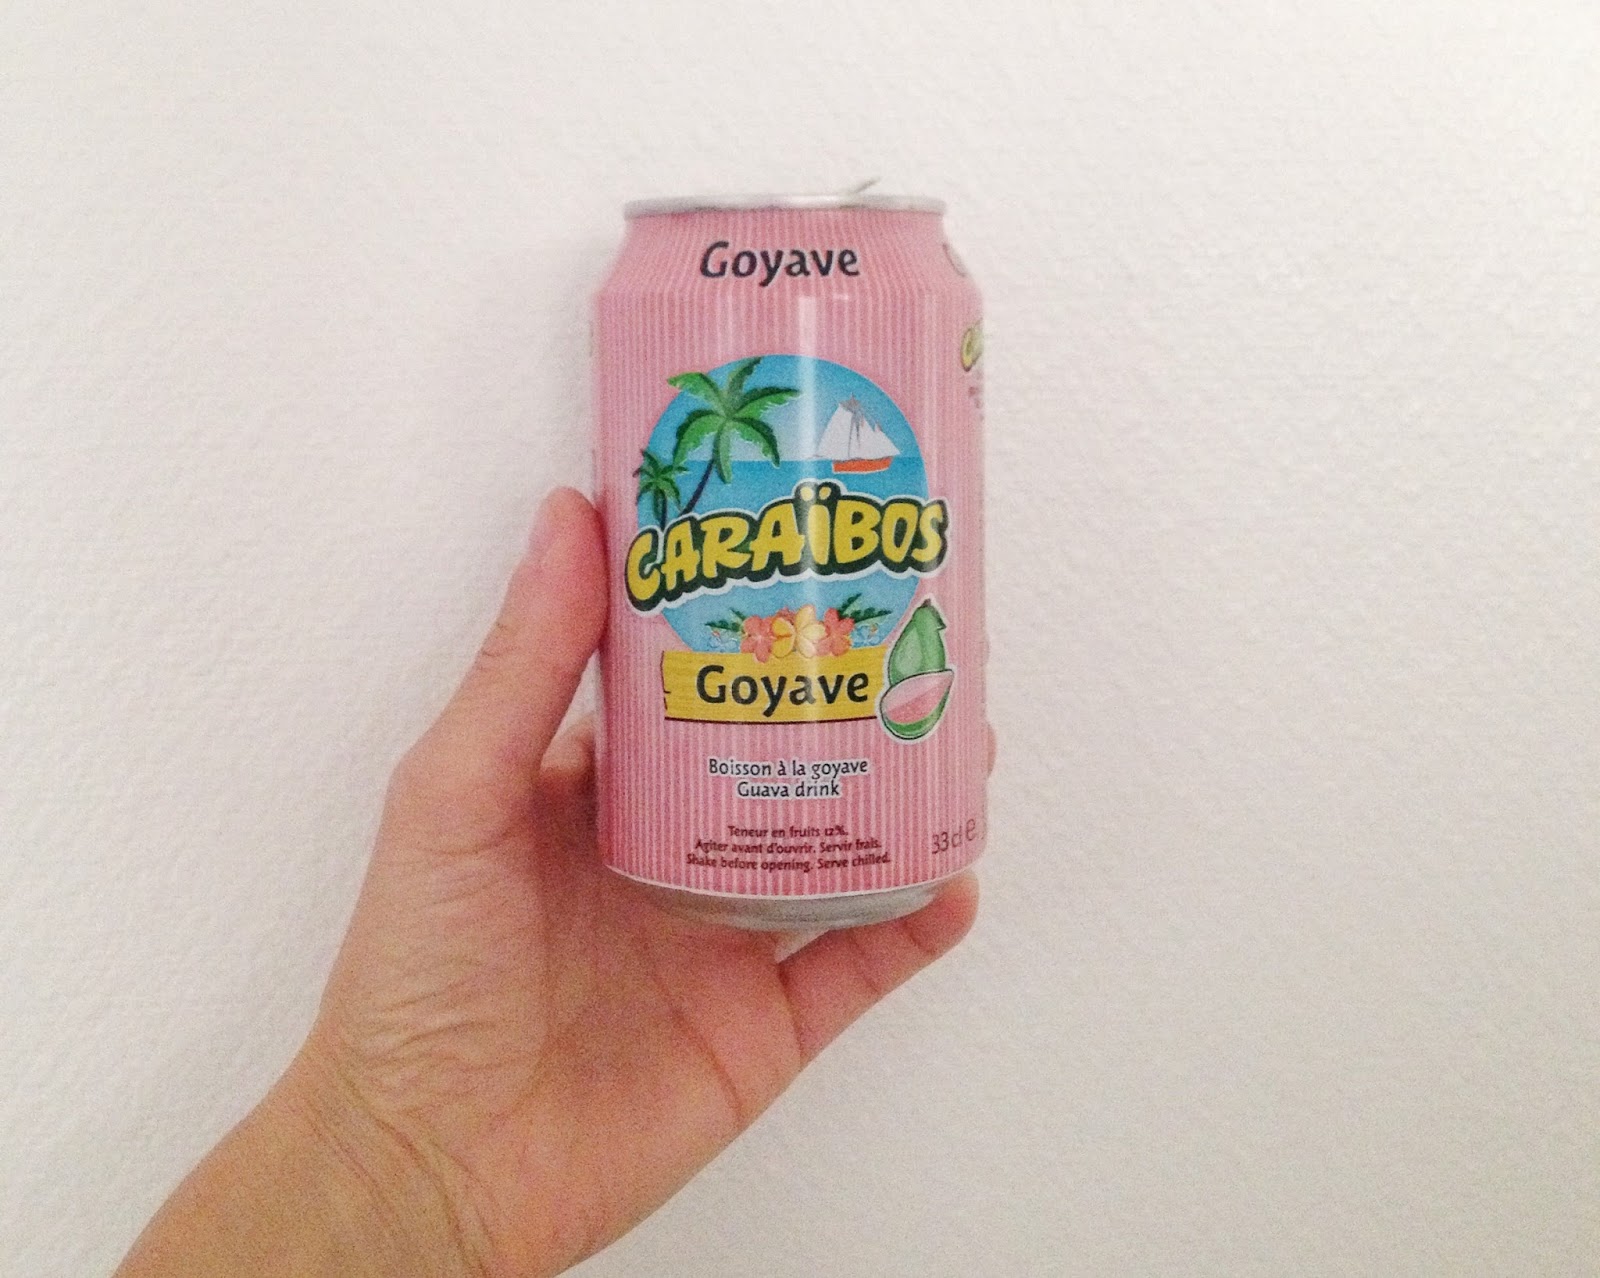 Goyave
CARAÏBOS
Goyave
Boisson à la goyave
Guava drink
Teneur en fruits 12%.
Agiter avant d'ouvrir. Servir frais.
Shake before opening. Serve chilled.
33 cl e